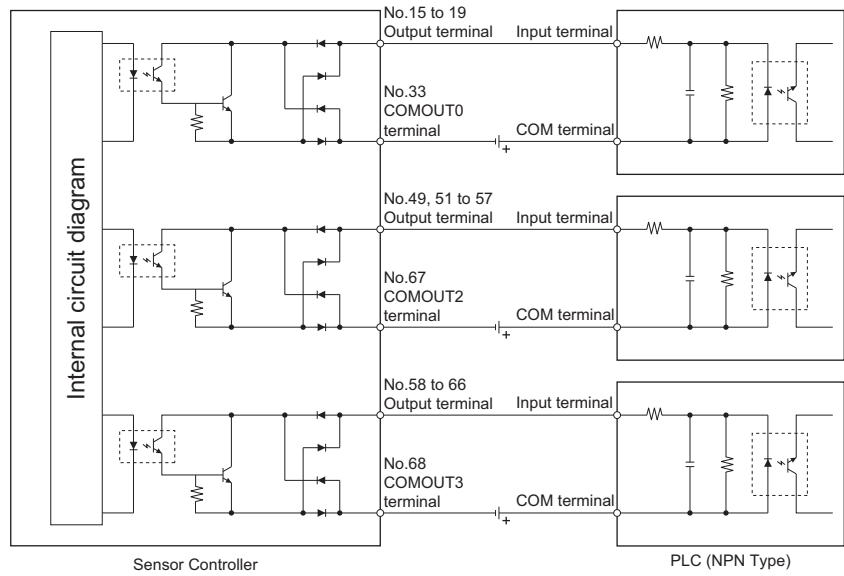 No.15 to 19
Output terminal
Input terminal
No.33
COMOUT0
terminal
COM terminal
+
No.49, 51 to 57
Output terminal
Input terminal
No.67
COMOUT2
terminal
COM terminal
+
No.58 to 66
Output terminal
Input terminal
No.68
COMOUT3
terminal
COM terminal
+
Internal circuit diagram
Sensor Controller
PLC (NPN Type)